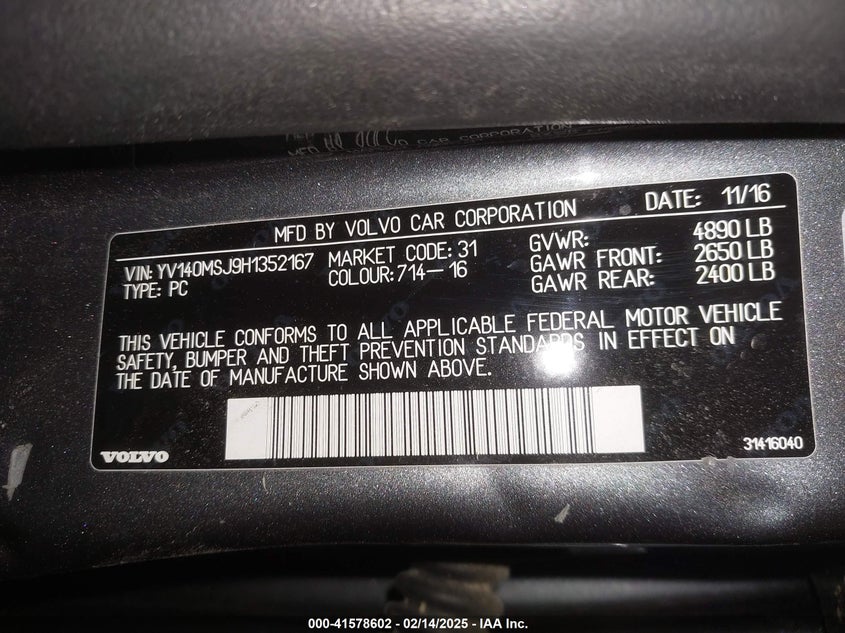 MFD BY VOLVO CAR CORPORATION DATE: 11/16
VIN: YV140MSJ9H1352167 MARKET CODE: 31 GVWR: 4890 LB
TYPE: PC COLOUR: 714-16 GAWR FRONT: 2650 LB
GAWR REAR: 2400 LB
THIS VEHICLE CONFORMS TO ALL APPLICABLE FEDERAL MOTOR VEHICLE
SAFETY, BUMPER AND THEFT PREVENTION STANDARDS IN EFFECT ON
THE DATE OF MANUFACTURE SHOWN ABOVE.
VOLVO 31416040
000-41578602 — 02/14/2025 — IAA Inc.